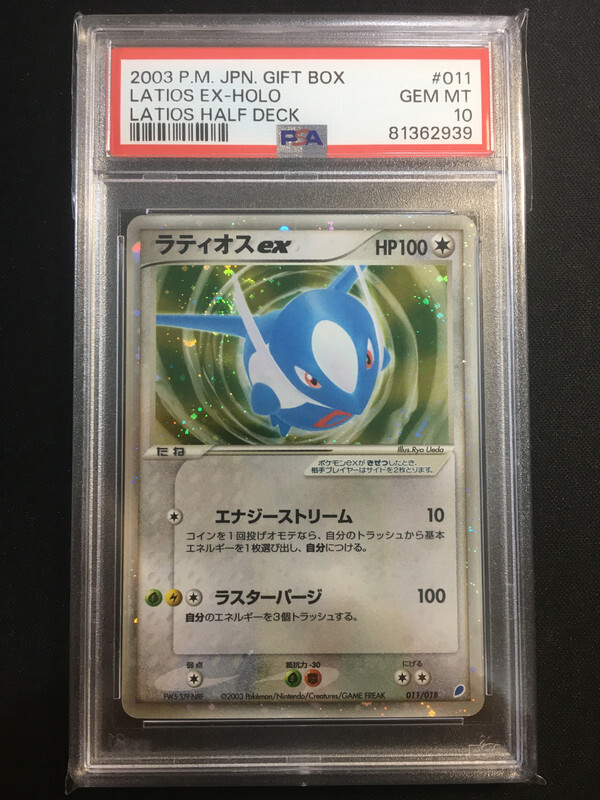 2003 P.M. JPN. GIFT BOX #011
LATIOS EX-HOLO GEM MT
LATIOS HALF DECK 10
PSA 81362939
ラティオスex HP100
たね
Illus.Ryo Ueda
ポケモンexがきぜつしたとき、
相手プレイヤーはサイドを2枚とります。
エナジーストリーム 10
コインを1回投げオモテなら、自分のトラッシュから基本
エネルギーを1枚選び出し、自分につける。
ラスターパージ 100
自分のエネルギーを3個トラッシュする。
弱点 抵抗力 -30 にげる
©2003 Pokémon/Nintendo/Creatures/GAME FREAK 011/018